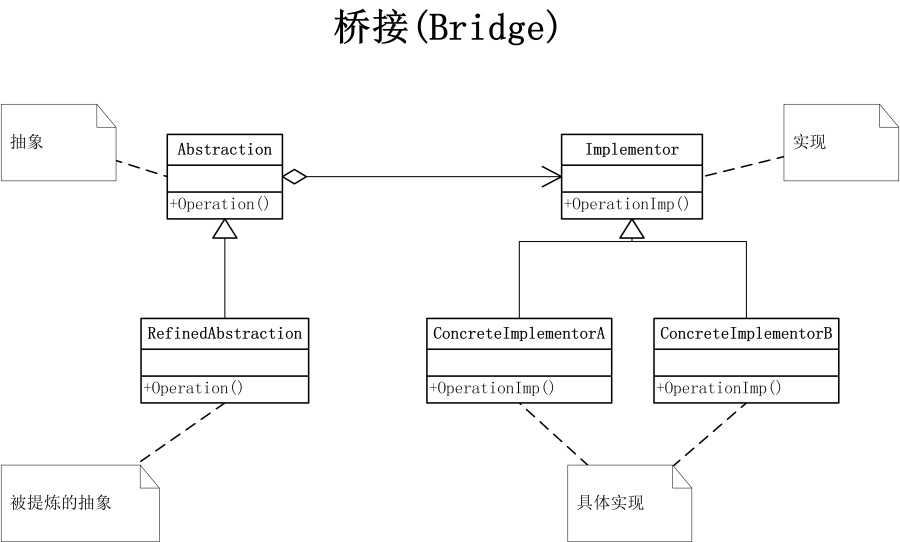 桥接(Bridge)
抽象
Abstraction
+Operation()
Implementor
+OperationImp()
实现
RefinedAbstraction
+Operation()
ConcreteImplementorA
+OperationImp()
ConcreteImplementorB
+OperationImp()
被提炼的抽象
具体实现